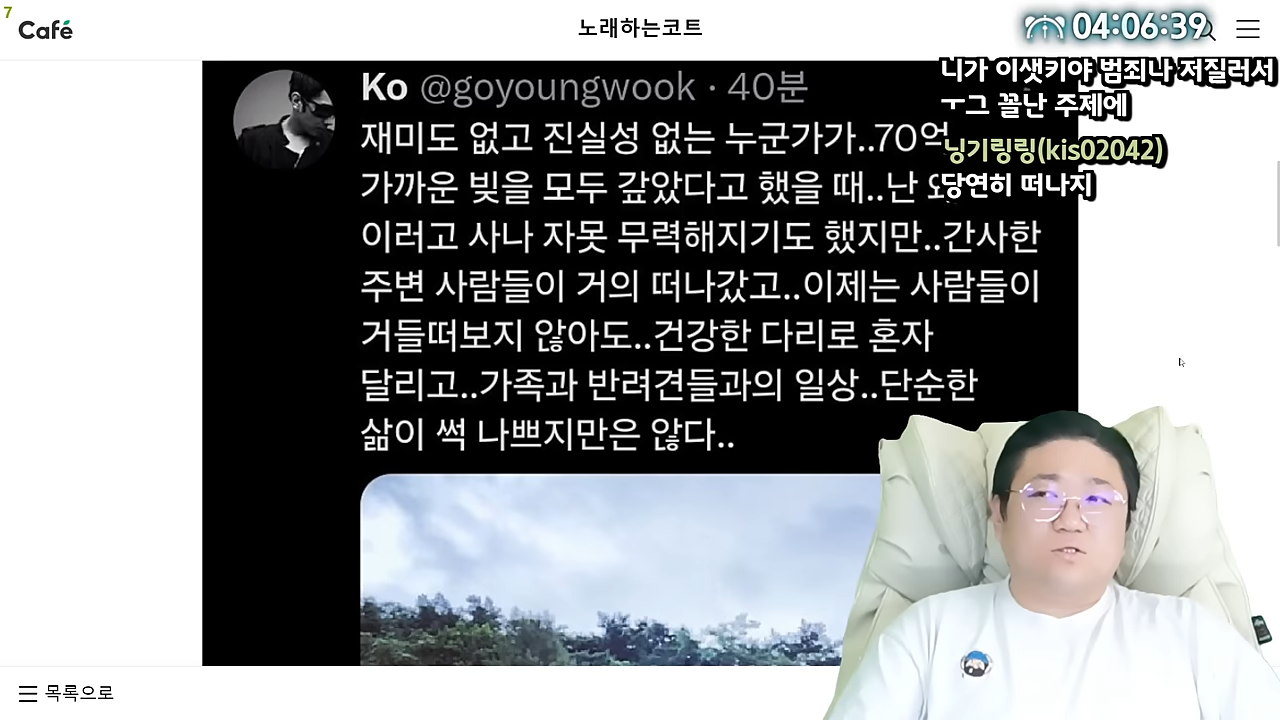 7
Café
노래하는코트
04:06:39
니가 이샛키야 범죄나 저질러서
ㅜ그 꼴난 주제에
닝기링링(kis02042)
당연히 떠나지
Ko @goyoungwook · 40분
재미도 없고 진실성 없는 누군가가..70억
가까운 빚을 모두 갚았다고 했을 때..난
이러고 사나 자못 무력해지기도 했지만..간사한
주변 사람들이 거의 떠나갔고..이제는 사람들이
거들떠보지 않아도..건강한 다리로 혼자
달리고..가족과 반려견들과의 일상..단순한
삶이 썩 나쁘지만은 않다..
목록으로